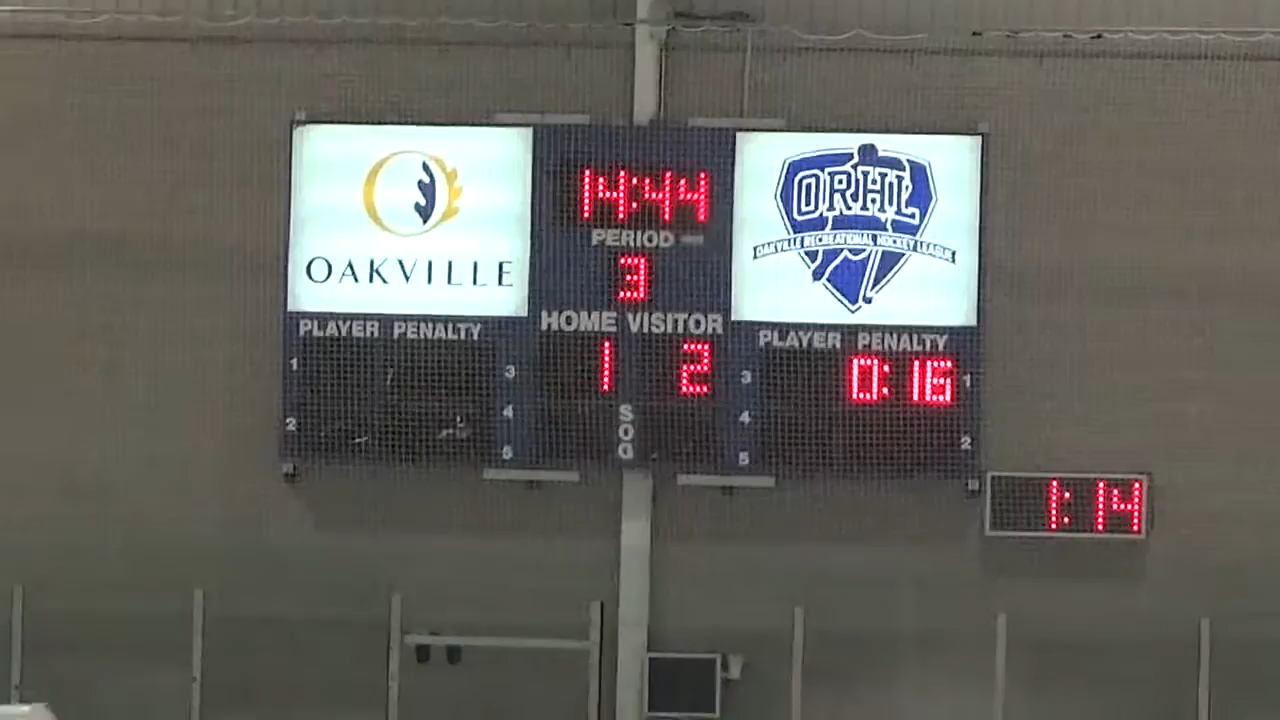 OAKVILLE
14:44
PERIOD
3
HOME VISITOR
1 2
SOG
ORHL
OAKVILLE RECREATIONAL HOCKEY LEAGUE
PLAYER PENALTY
1 3
2 4
5
PLAYER PENALTY
3 0:16 1
4 2
5
1:14